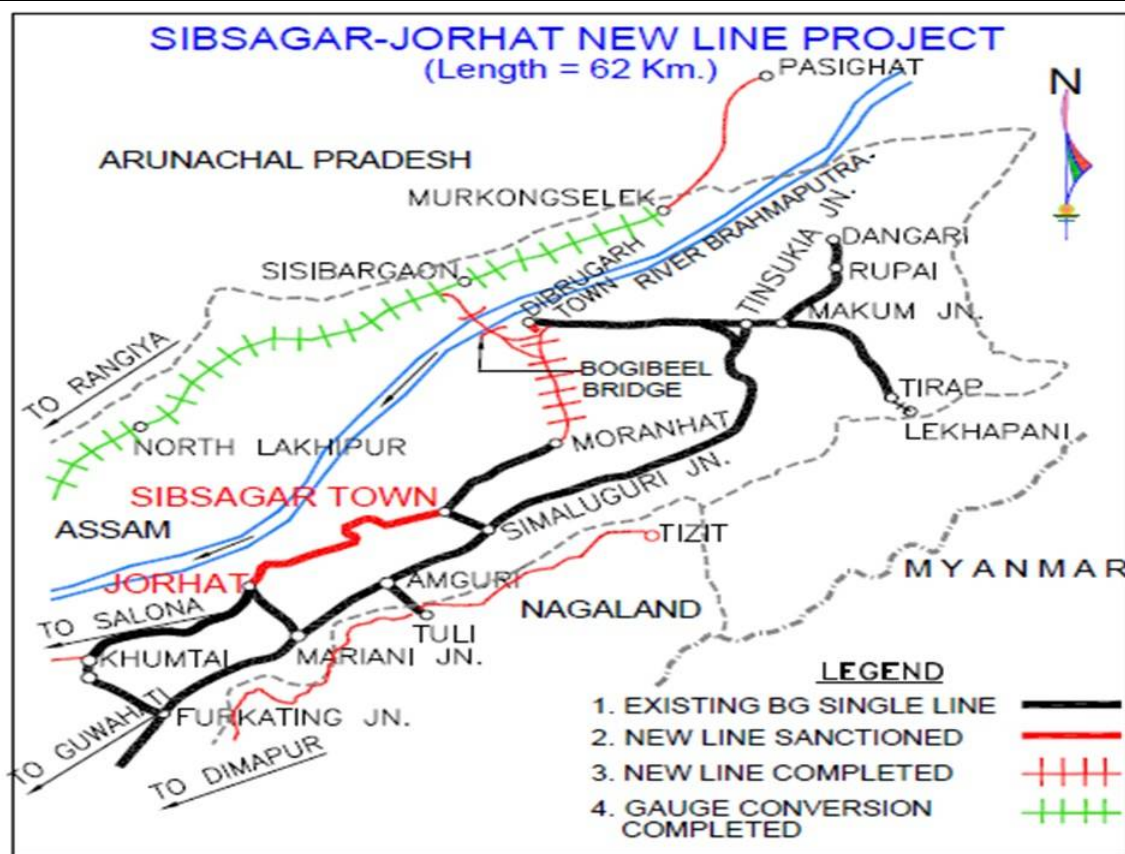 SIBSAGAR-JORHAT NEW LINE PROJECT
(Length = 62 Km.)
PASIGHAT
N
ARUNACHAL PRADESH
MURKONGSELEK
RIVER BRAHMAPUTRA
TINSUKIA JN.
DANGARI
SISIBARGAON
DIBRUGARH
TOWN
RUPAI
MAKUM JN.
TO RANGIYA
BOGIBEEL
BRIDGE
TIRAP
LEKHAPANI
NORTH LAKHIPUR
MORANHAT
SIBSAGAR TOWN
SIMALUGURI JN.
ASSAM
TIZIT
MYANMAR
JORHAT
AMGURI
NAGALAND
TO SALONA
TULI
KHUMTAI
MARIANI JN.
FURKATING JN.
TO GUWAHATI
TO DIMAPUR
LEGEND
1. EXISTING BG SINGLE LINE
2. NEW LINE SANCTIONED
3. NEW LINE COMPLETED
4. GAUGE CONVERSION
COMPLETED